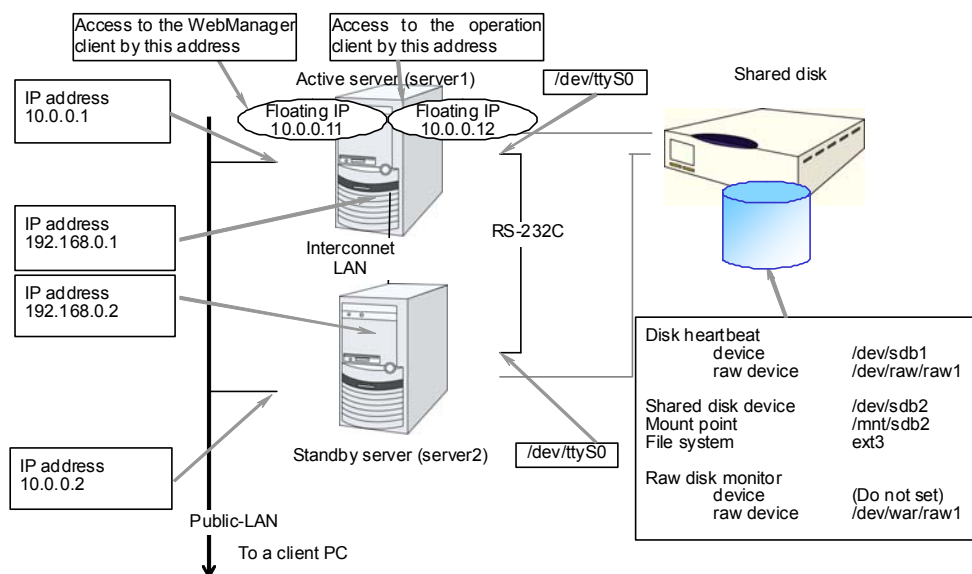 Access to the WebManager
client by this address
Access to the operation
client by this address
Active server (server1)
/dev/ttyS0
Shared disk
IP address
10.0.0.1
Floating IP
10.0.0.11
Floating IP
10.0.0.12
IP address
192.168.0.1
Interconnet
LAN
RS-232C
IP address
192.168.0.2
Disk heartbeat
device /dev/sdb1
raw device /dev/raw/raw1
Shared disk device /dev/sdb2
Mount point /mnt/sdb2
File system ext3
Raw disk monitor
device (Do not set)
raw device /dev/war/raw1
IP address
10.0.0.2
Standby server (server2)
/dev/ttyS0
Public-LAN
To a client PC